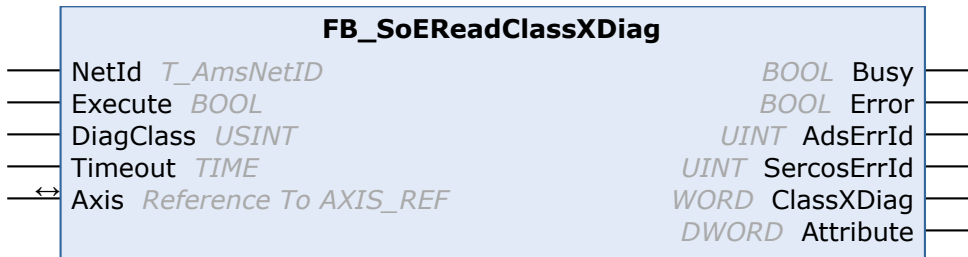 FB_SoEReadClassXDiag
NetId T_AmsNetID BOOL Busy
Execute BOOL BOOL Error
DiagClass USINT UINT AdsErrId
Timeout TIME UINT SercosErrId
↔ Axis Reference To AXIS_REF WORD ClassXDiag
DWORD Attribute